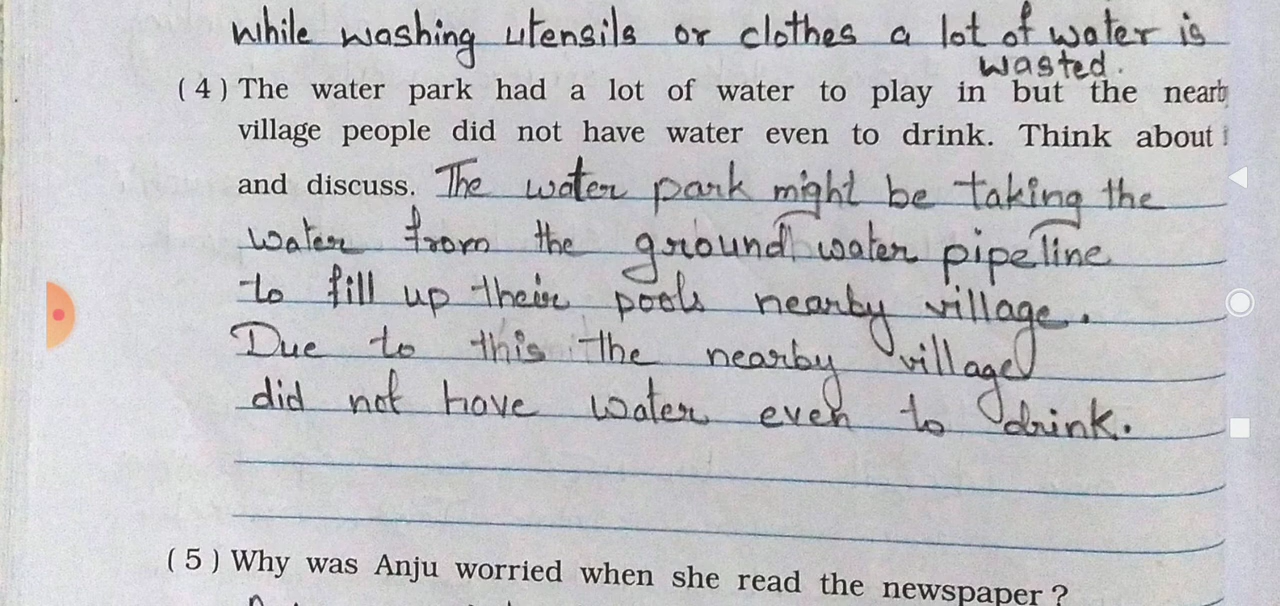 while washing utensils or clothes a lot of water is
wasted.
(4) The water park had a lot of water to play in but the nearb
village people did not have water even to drink. Think about
and discuss. The water park might be taking the
water from the ground water pipeline
to fill up their pools nearby village.
Due to this the nearby village
did not have water even to drink.
(5) Why was Anju worried when she read the newspaper?